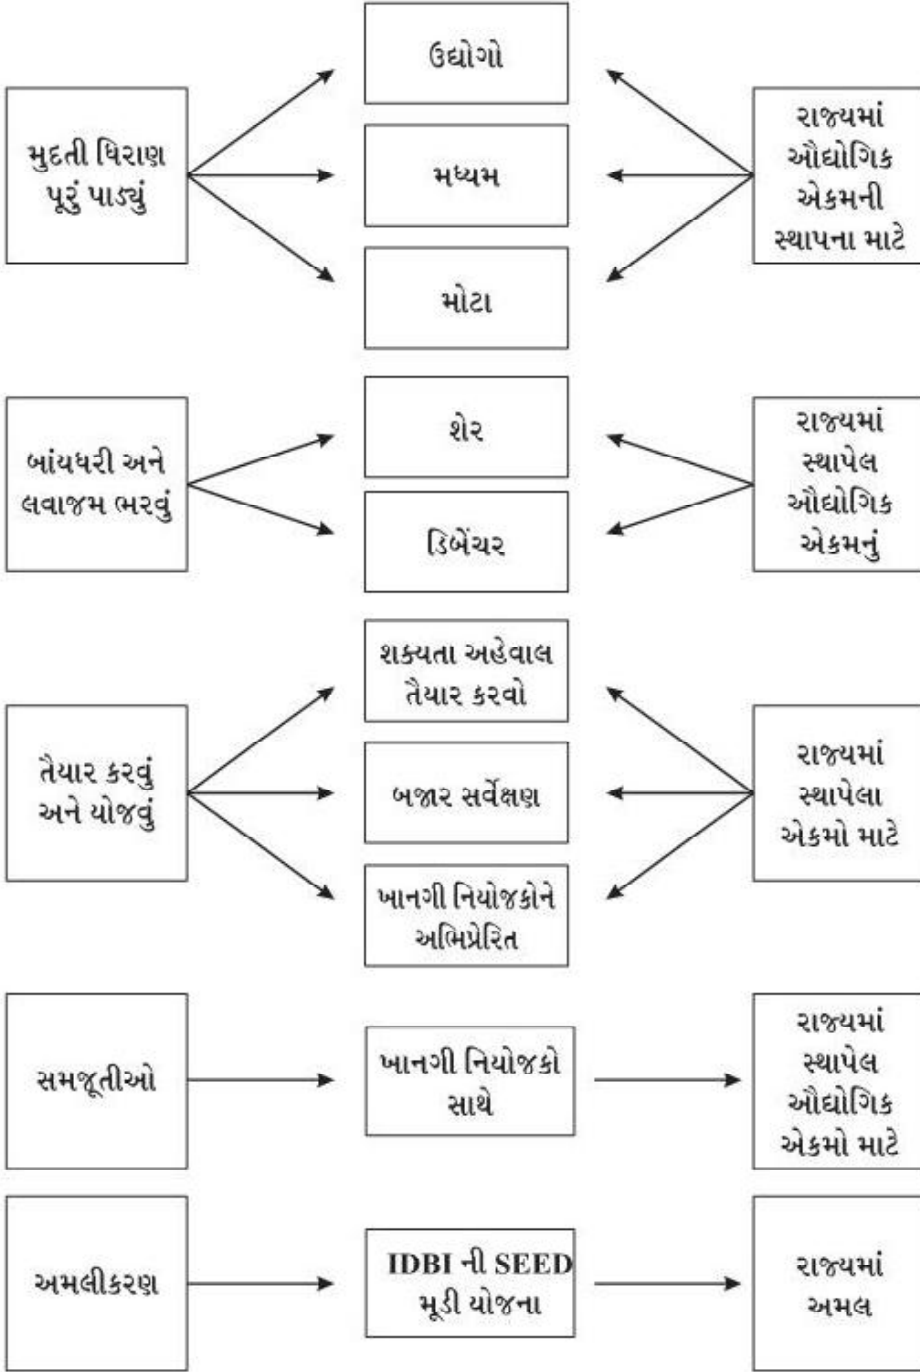 ઉદ્યોગો
મુદતી ધિરાણ
પૂરું પાડ્યું
મધ્યમ
મોટા
રાજ્યમાં
ઔદ્યોગિક
એકમની
સ્થાપના માટે
બાંયધરી અને
લવાજમ ભરવું
શેર
ડિબેંચર
રાજ્યમાં
સ્થાપેલ
ઔદ્યોગિક
એકમનું
તૈયાર કરવું
અને યોજવું
શક્યતા અહેવાલ
તૈયાર કરવો
બજાર સર્વેક્ષણ
ખાનગી નિયોજકોને
અભિપ્રેરિત
રાજ્યમાં
સ્થાપેલા
એકમો માટે
સમજૂતીઓ
ખાનગી નિયોજકો
સાથે
રાજ્યમાં
સ્થાપેલ
ઔદ્યોગિક
એકમો માટે
અમલીકરણ
IDBI ની SEED
મૂડી યોજના
રાજ્યમાં
અમલ